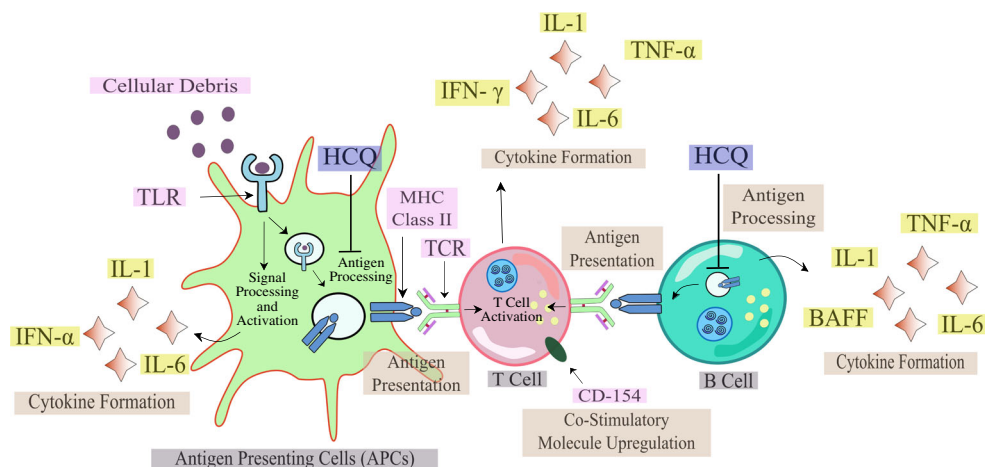 IL-1
TNF-α
IFN- γ
IL-6
Cytokine Formation
Cellular Debris
HCQ
TLR
MHC
Class II
TCR
Antigen
Processing
Signal
Processing
and
Activation
IL-1
IFN-α
IL-6
Cytokine Formation
Antigen
Presentation
Antigen Presenting Cells (APCs)
T Cell
Activation
T Cell
CD-154
Co-Stimulatory
Molecule Upregulation
Antigen
Presentation
HCQ
Antigen
Processing
B Cell
TNF-α
IL-1
BAFF
IL-6
Cytokine Formation